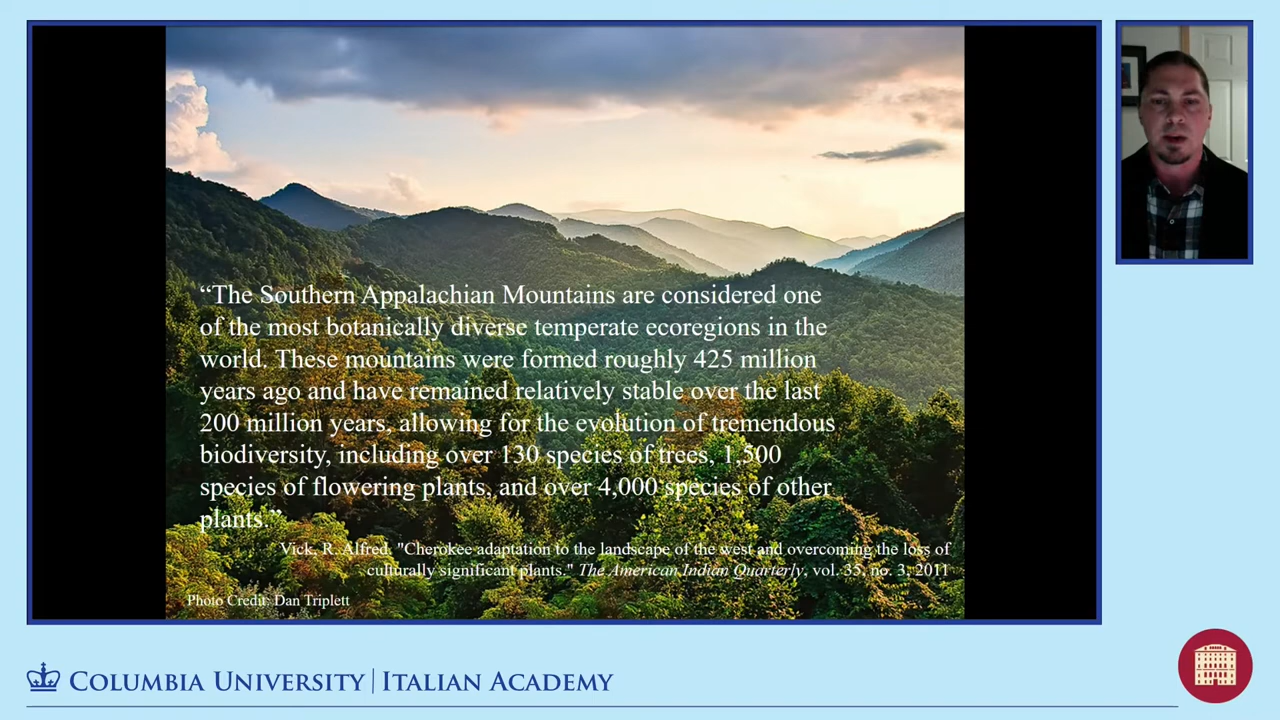 “The Southern Appalachian Mountains are considered one
of the most botanically diverse temperate ecoregions in the
world. These mountains were formed roughly 425 million
years ago and have remained relatively stable over the last
200 million years, allowing for the evolution of tremendous
biodiversity, including over 130 species of trees, 1,500
species of flowering plants, and over 4,000 species of other
plants.”
Vick, R. Alfred. "Cherokee adaptation to the landscape of the west and overcoming the loss of
culturally significant plants." The American Indian Quarterly, vol. 35, no. 3, 2011
Photo Credit: Dan Triplett
COLUMBIA UNIVERSITY | ITALIAN ACADEMY